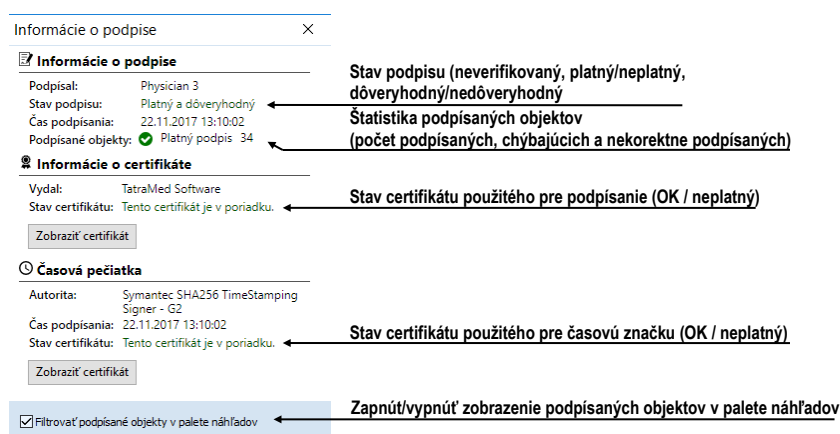 Informácie o podpise
Informácie o podpise
Podpísal: Physician 3
Stav podpisu: Platný a dôveryhodný
Čas podpísania: 22.11.2017 13:10:02
Podpísané objekty: Platný podpis 34
Informácie o certifikáte
Vydal: TatraMed Software
Stav certifikátu: Tento certifikát je v poriadku.
Zobraziť certifikát
Časová pečiatka
Autorita: Symantec SHA256 TimeStamping
Signer - G2
Čas podpísania: 22.11.2017 13:10:02
Stav certifikátu: Tento certifikát je v poriadku.
Zobraziť certifikát
Filtrovať podpísané objekty v palete náhľadov
Stav podpisu (neverifikovaný, platný/neplatný,
dôveryhodný/nedôveryhodný
Štatistika podpísaných objektov
(počet podpísaných, chýbajúcich a nekorektne podpísaných)
Stav certifikátu použitého pre podpísanie (OK / neplatný)
Stav certifikátu použitého pre časovú značku (OK / neplatný)
Zapnúť/vypnúť zobrazenie podpísaných objektov v palete náhľadov